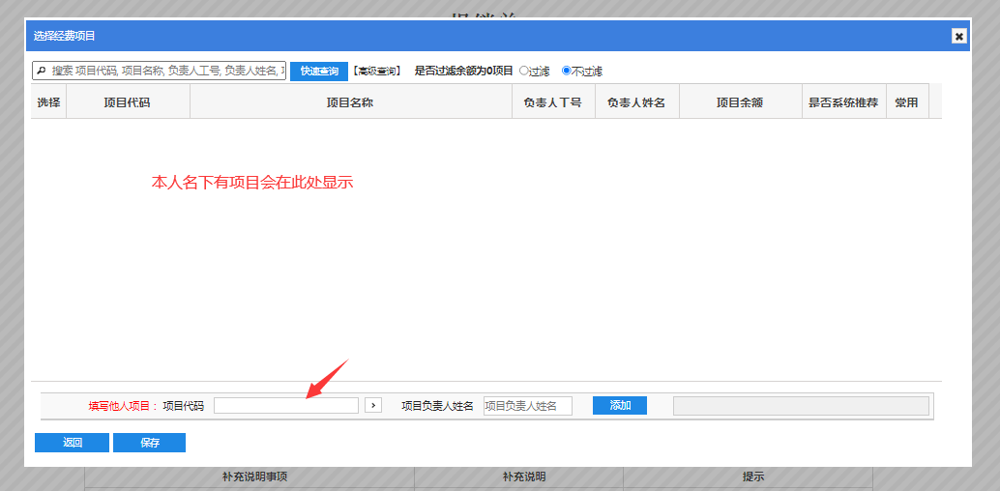 选择经费项目
搜索 项目代码, 项目名称, 负责人工号, 负责人姓名, 快速查询 【高级查询】 是否过滤余额为0项目 过滤 不过滤
选择 项目代码 项目名称 负责人工号 负责人姓名 项目余额 是否系统推荐 常用
本人名下有项目会在此处显示
填写他人项目： 项目代码 > 项目负责人姓名 项目负责人姓名 添加
返回 保存
补充说明事项 补充说明 提示